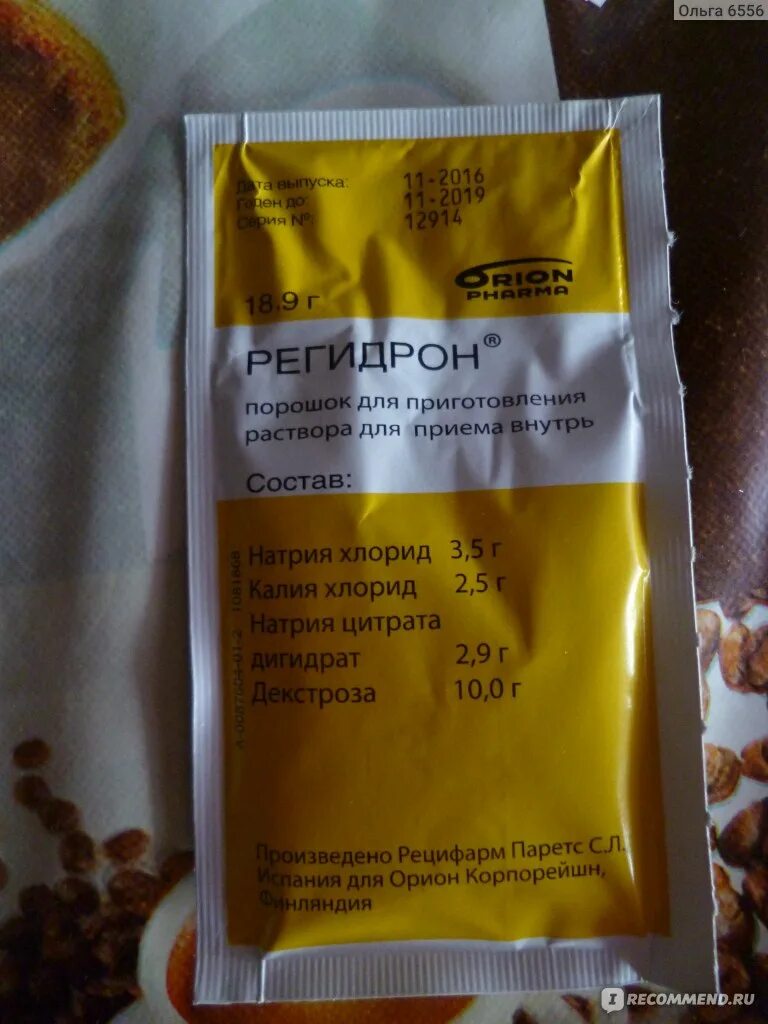 Ольга 6556
Дата выпуска: 11-2016
Годен до: 11-2019
Серия №: 12914
ORION
PHARMA
18,9 г
РЕГИДРОН®
порошок для приготовления
раствора для приема внутрь
Состав:
Натрия хлорид 3,5 г
Калия хлорид 2,5 г
Натрия цитрата
дигидрат 2,9 г
Декстроза 10,0 г
Произведено Рецифарм Паретс С.Л.
Испания для Орион Корпорейшн,
Финляндия
IRECOMMEND.RU